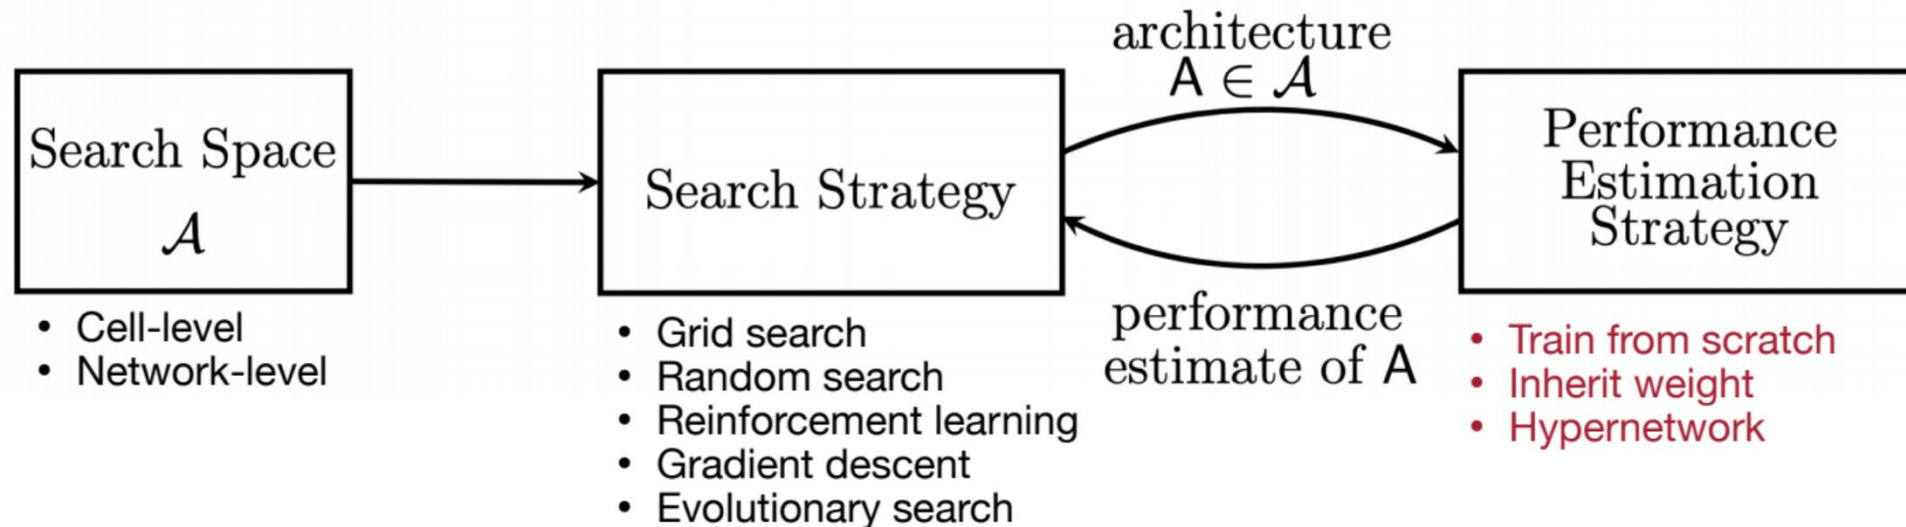 Search Space
𝒜
• Cell-level
• Network-level
Search Strategy
• Grid search
• Random search
• Reinforcement learning
• Gradient descent
• Evolutionary search
architecture
A ∈ 𝒜
performance
estimate of A
Performance
Estimation
Strategy
• Train from scratch
• Inherit weight
• Hypernetwork